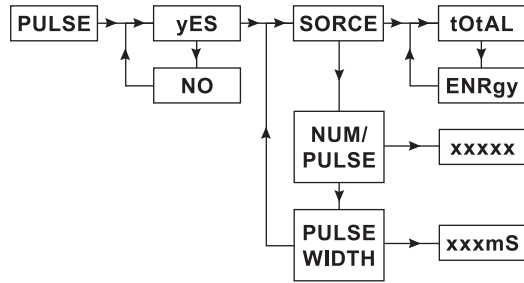 PULSE
yES
SORCE
tOtAL
NO
ENRgy
NUM/
PULSE
xxxxx
PULSE
WIDTH
xxxmS